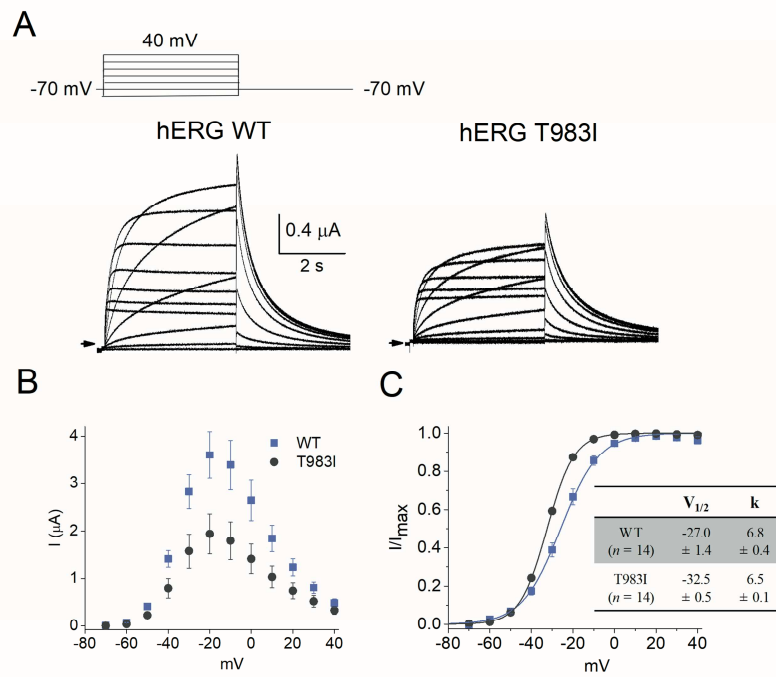 A
40 mV
-70 mV
-70 mV
hERG WT
hERG T983I
0.4 µA
2 s
B
C
I (µA)
4
3
2
1
0
WT
T983I
-80 -60 -40 -20 0 20 40
mV
I/Imax
1.0
0.8
0.6
0.4
0.2
0.0
-80 -60 -40 -20 0 20 40
mV
V1/2 k
WT -27.0 6.8
(n = 14) ± 1.4 ± 0.4
T983I -32.5 6.5
(n = 14) ± 0.5 ± 0.1